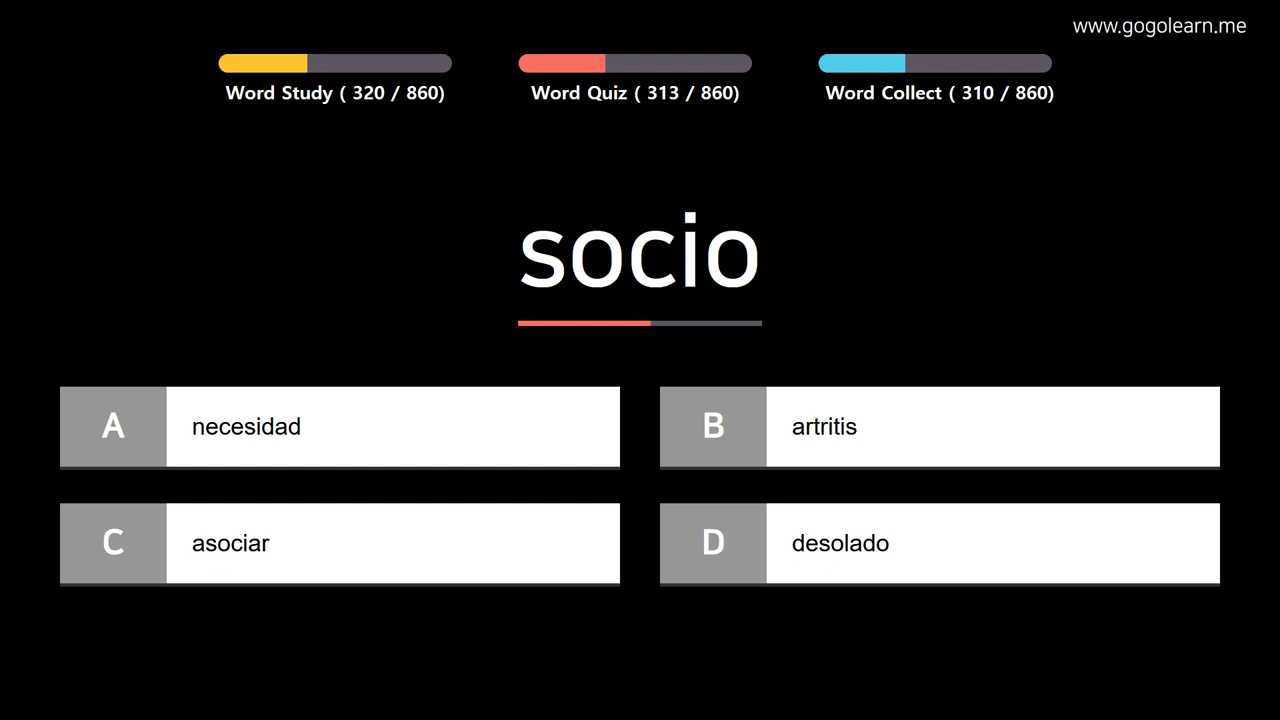 www.gogolearn.me
Word Study ( 320 / 860)
Word Quiz ( 313 / 860)
Word Collect ( 310 / 860)
socio
A necesidad
B artritis
C asociar
D desolado